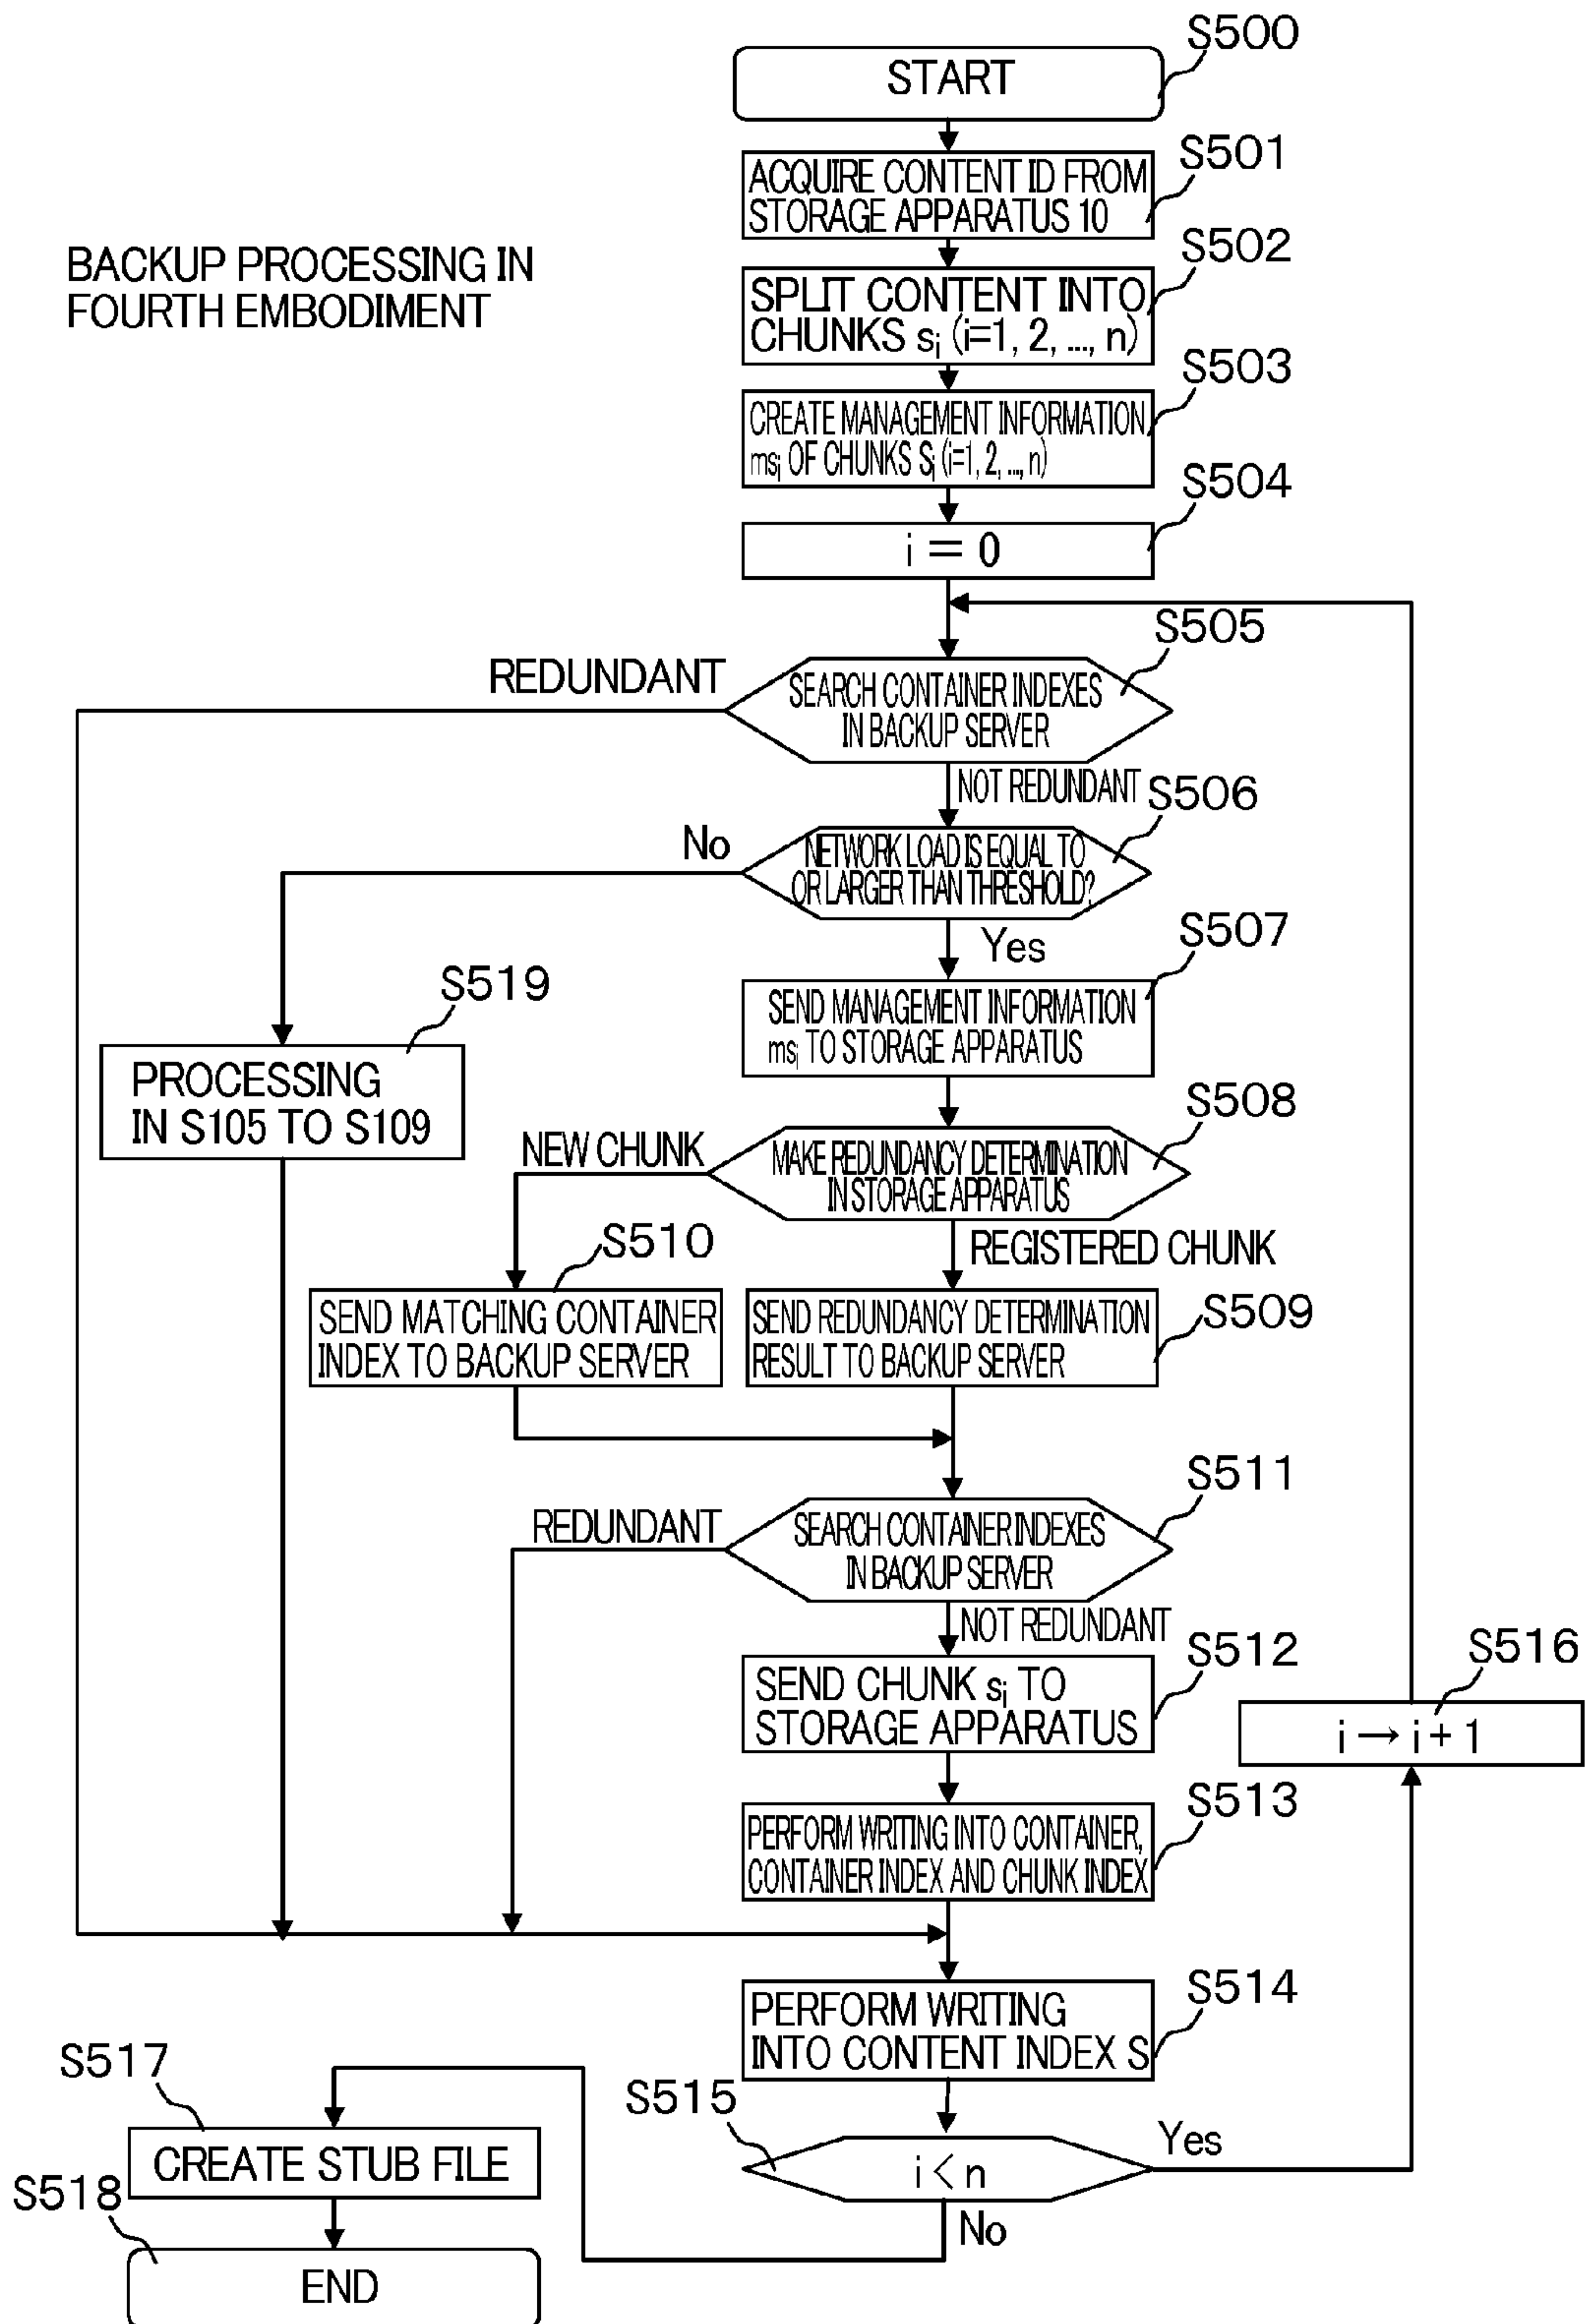 S500
START
S501
ACQUIRE CONTENT ID FROM
STORAGE APPARATUS 10
BACKUP PROCESSING IN
FOURTH EMBODIMENT
S502
SPLIT CONTENT INTO
CHUNKS si (i=1, 2, ..., n)
S503
CREATE MANAGEMENT INFORMATION
msi OF CHUNKS Si (i=1, 2, ..., n)
S504
i = 0
S505
REDUNDANT
SEARCH CONTAINER INDEXES
IN BACKUP SERVER
NOT REDUNDANT
S506
No
NETWORK LOAD IS EQUAL TO
OR LARGER THAN THRESHOLD?
Yes
S507
SEND MANAGEMENT INFORMATION
msi TO STORAGE APPARATUS
S519
PROCESSING
IN S105 TO S109
S508
NEW CHUNK
MAKE REDUNDANCY DETERMINATION
IN STORAGE APPARATUS
REGISTERED CHUNK
S510
SEND MATCHING CONTAINER
INDEX TO BACKUP SERVER
S509
SEND REDUNDANCY DETERMINATION
RESULT TO BACKUP SERVER
S511
REDUNDANT
SEARCH CONTAINER INDEXES
IN BACKUP SERVER
NOT REDUNDANT
S512
SEND CHUNK si TO
STORAGE APPARATUS
S516
i → i + 1
S513
PERFORM WRITING INTO CONTAINER,
CONTAINER INDEX AND CHUNK INDEX
S514
PERFORM WRITING
INTO CONTENT INDEX S
S515
i < n
Yes
No
S517
CREATE STUB FILE
S518
END